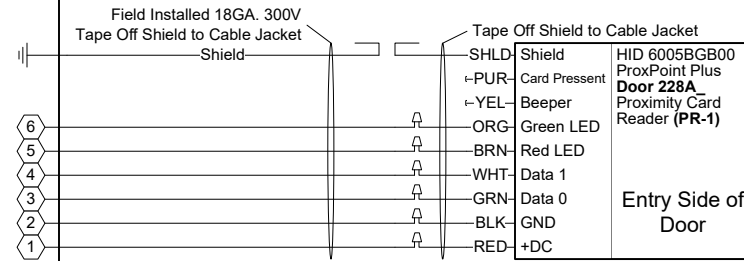 Field Installed 18GA. 300V
Tape Off Shield to Cable Jacket
Tape Off Shield to Cable Jacket
Shield
SHLD Shield
PUR Card Pressent
YEL Beeper
6 ORG Green LED
5 BRN Red LED
4 WHT Data 1
3 GRN Data 0
2 BLK GND
1 RED +DC
HID 6005BGB00
ProxPoint Plus
Door 228A_
Proximity Card
Reader (PR-1)
Entry Side of
Door